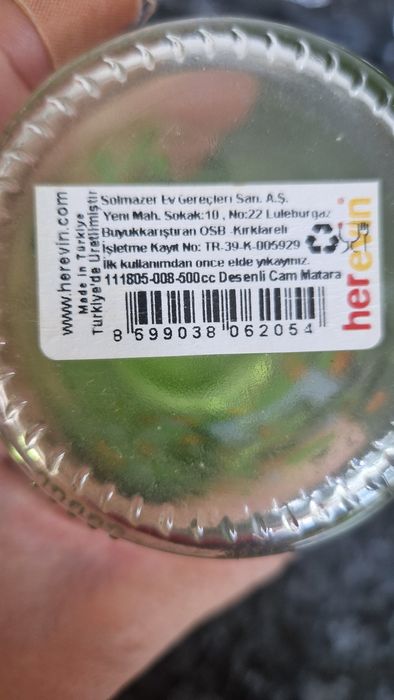 www.herevin.com
Made in Türkiye
Türkiye'de Üretilmiştir
Solmazer Ev Gereçleri San. A.Ş.
Yeni Mah. Sokak:10 , No:22 Luleburgaz
Buyukkarıştıran OSB -Kırklareli
İşletme Kayıt No: TR-39-K-005929
İlk kullanımdan önce elde yıkayınız.
111805-008-500cc Desenli Cam Matara
8 699038 062054
herevin